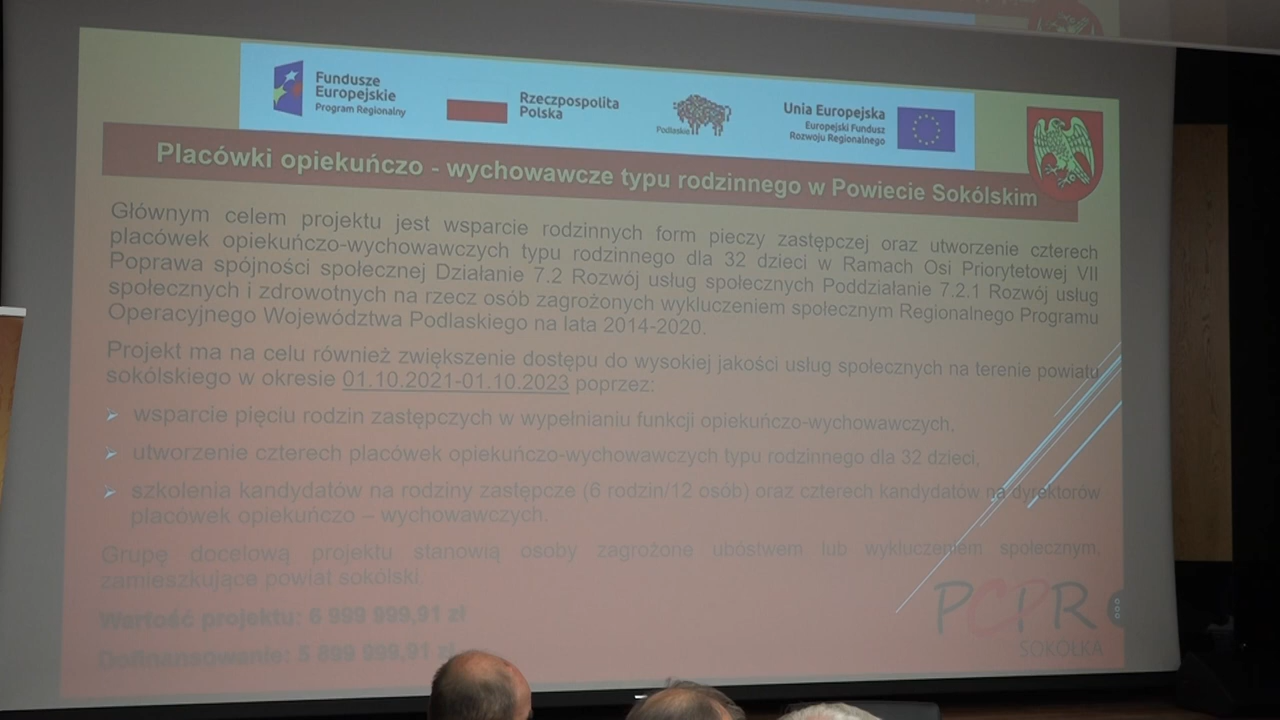 Fundusze
Europejskie
Program Regionalny
Rzeczpospolita
Polska
Podlaskie
Unia Europejska
Europejski Fundusz
Rozwoju Regionalnego
Placówki opiekuńczo - wychowawcze typu rodzinnego w Powiecie Sokólskim
Głównym celem projektu jest wsparcie rodzinnych form pieczy zastępczej oraz utworzenie czterech
placówek opiekuńczo-wychowawczych typu rodzinnego dla 32 dzieci w Ramach Osi Priorytetowej VII
Poprawa spójności społecznej Działanie 7.2 Rozwój usług społecznych Poddziałanie 7.2.1 Rozwój usług
społecznych i zdrowotnych na rzecz osób zagrożonych wykluczeniem społecznym Regionalnego Programu
Operacyjnego Województwa Podlaskiego na lata 2014-2020.
Projekt ma na celu również zwiększenie dostępu do wysokiej jakości usług społecznych na terenie powiatu
sokólskiego w okresie 01.10.2021-01.10.2023 poprzez:
wsparcie pięciu rodzin zastępczych w wypełnianiu funkcji opiekuńczo-wychowawczych,
utworzenie czterech placówek opiekuńczo-wychowawczych typu rodzinnego dla 32 dzieci,
szkolenia kandydatów na rodziny zastępcze (6 rodzin/12 osób) oraz czterech kandydatów na dyrektorów
placówek opiekuńczo – wychowawczych.
Grupę docelową projektu stanowią osoby zagrożone ubóstwem lub wykluczeniem społecznym,
zamieszkujące powiat sokólski.
Wartość projektu: 6 999 999,91 zł
Dofinansowanie: zł
PCPR
SOKÓŁKA